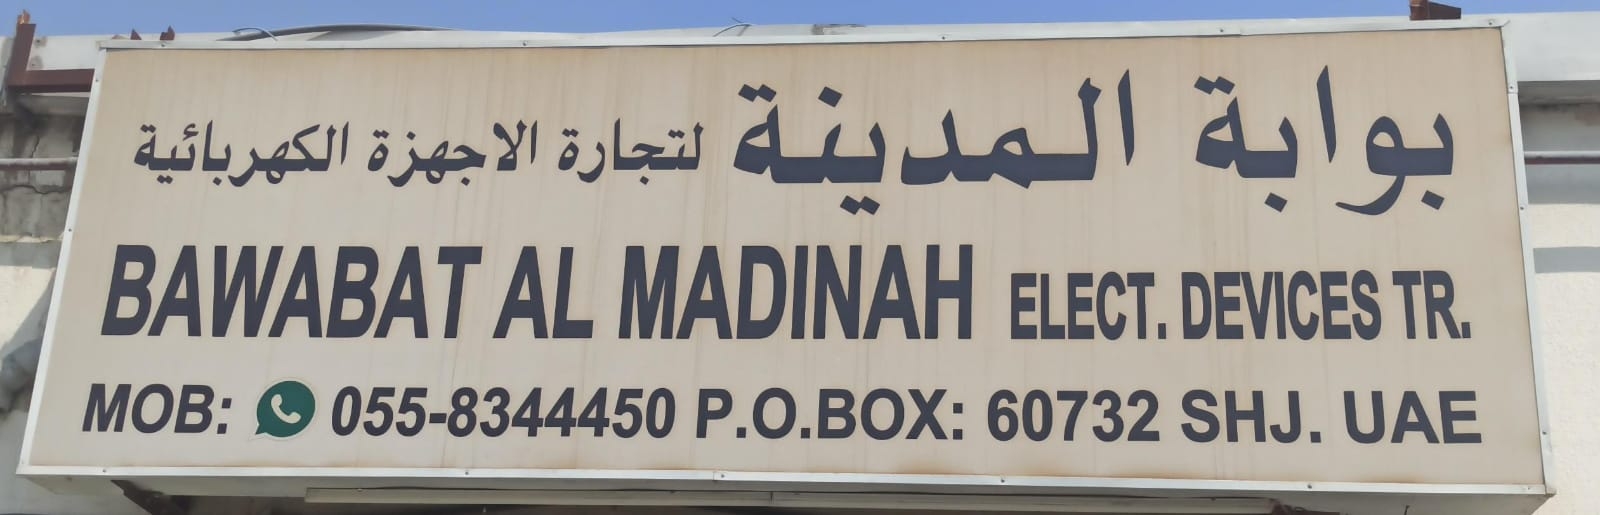 بوابة المدينة لتجارة الاجهزة الكهربائية
BAWABAT AL MADINAH ELECT. DEVICES TR.
MOB: 055-8344450 P.O.BOX: 60732 SHJ. UAE